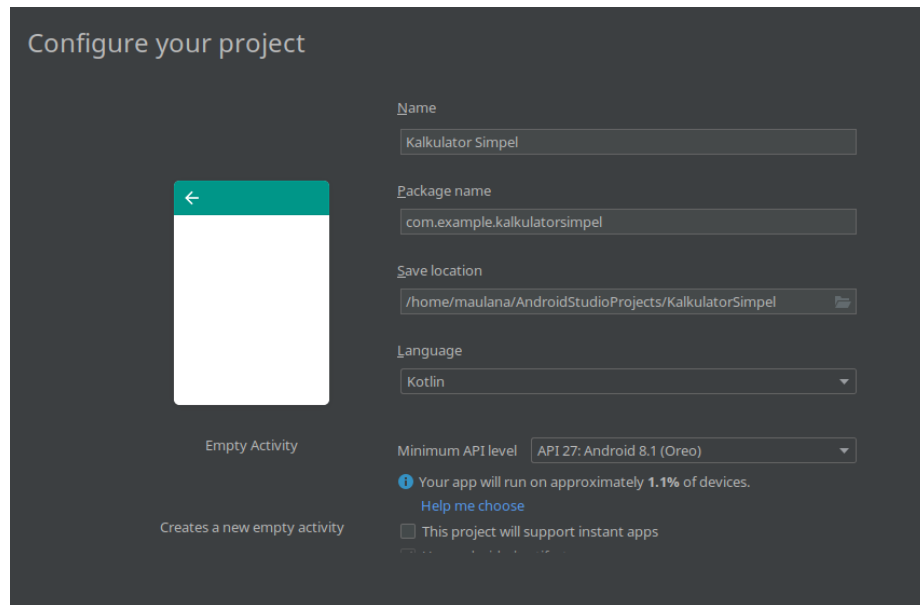 Configure your project
Name
Kalkulator Simpel
Package name
com.example.kalkulatorsimpel
Save location
/home/maulana/AndroidStudioProjects/KalkulatorSimpel
Language
Kotlin
Empty Activity
Minimum API level API 27: Android 8.1 (Oreo)
Your app will run on approximately 1.1% of devices.
Help me choose
Creates a new empty activity
This project will support instant apps